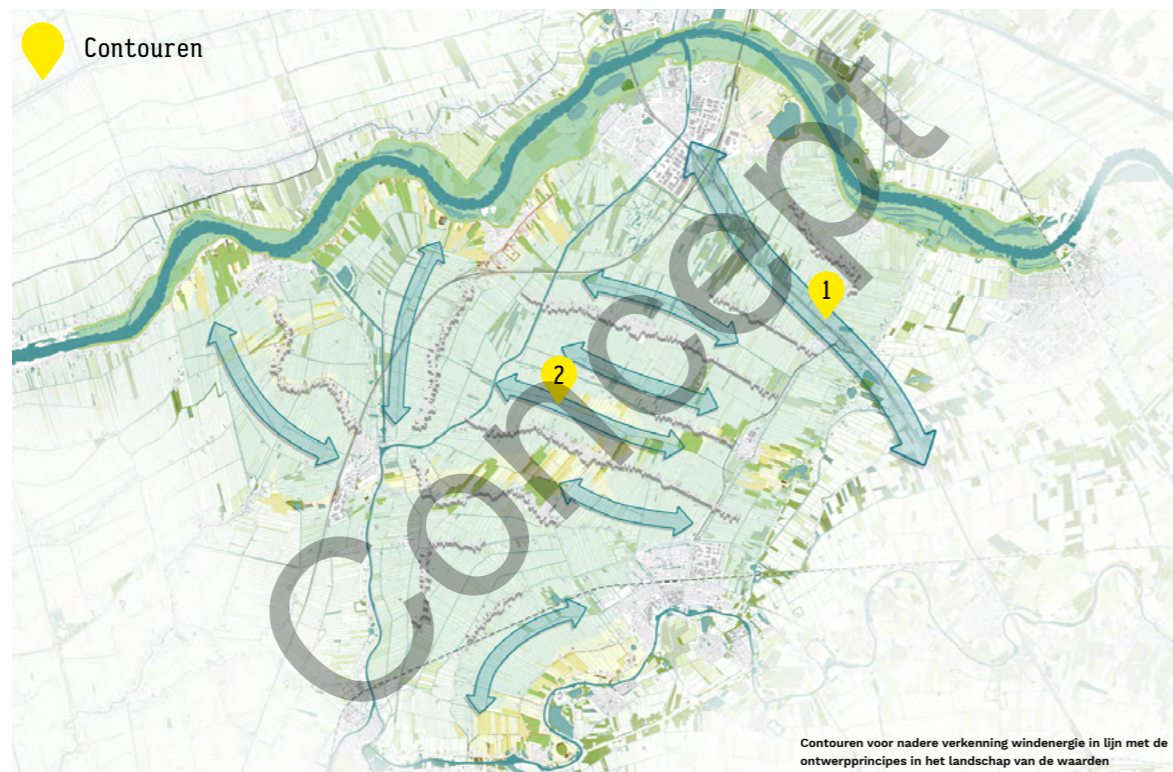 Contouren
1
2
Concept
Contouren voor nadere verkenning windenergie in lijn met de
ontwerpprincipes in het landschap van de waarden